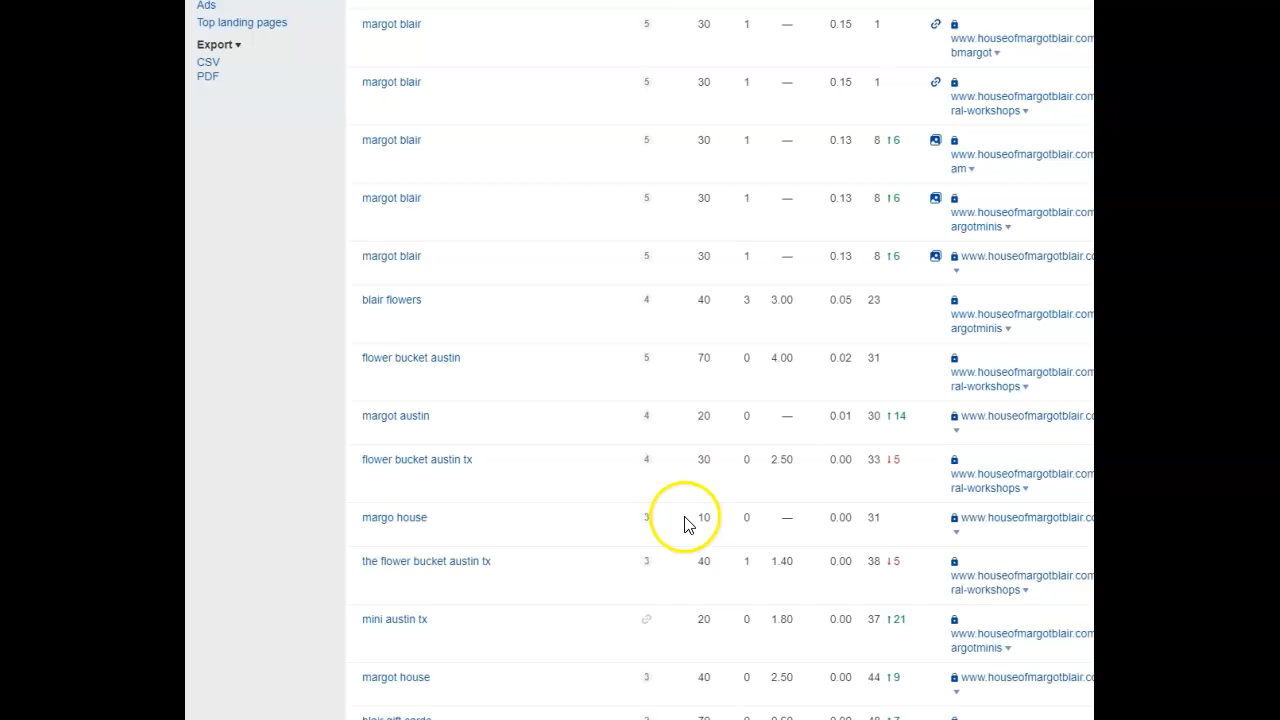 Ads
Top landing pages
Export
CSV
PDF
margot blair 5 30 1 — 0.15 1
www.houseofmargotblair.com
bmargot
margot blair 5 30 1 — 0.15 1
www.houseofmargotblair.com
ral-workshops
margot blair 5 30 1 — 0.13 8 ↑6
www.houseofmargotblair.com
am
margot blair 5 30 1 — 0.13 8 ↑6
www.houseofmargotblair.com
argotminis
margot blair 5 30 1 — 0.13 8 ↑6 www.houseofmargotblair.co
blair flowers 4 40 3 3.00 0.05 23
www.houseofmargotblair.com
argotminis
flower bucket austin 5 70 0 4.00 0.02 31
www.houseofmargotblair.com
ral-workshops
margot austin 4 20 0 — 0.01 30 ↑14 www.houseofmargotblair.co
flower bucket austin tx 4 30 0 2.50 0.00 33 ↓5
www.houseofmargotblair.com
ral-workshops
margo house 3 10 0 — 0.00 31 www.houseofmargotblair.co
the flower bucket austin tx 3 40 1 1.40 0.00 38 ↓5
www.houseofmargotblair.com
ral-workshops
mini austin tx 20 0 1.80 0.00 37 ↑21
www.houseofmargotblair.com
argotminis
margot house 3 40 0 2.50 0.00 44 ↑9 www.houseofmargotblair.co